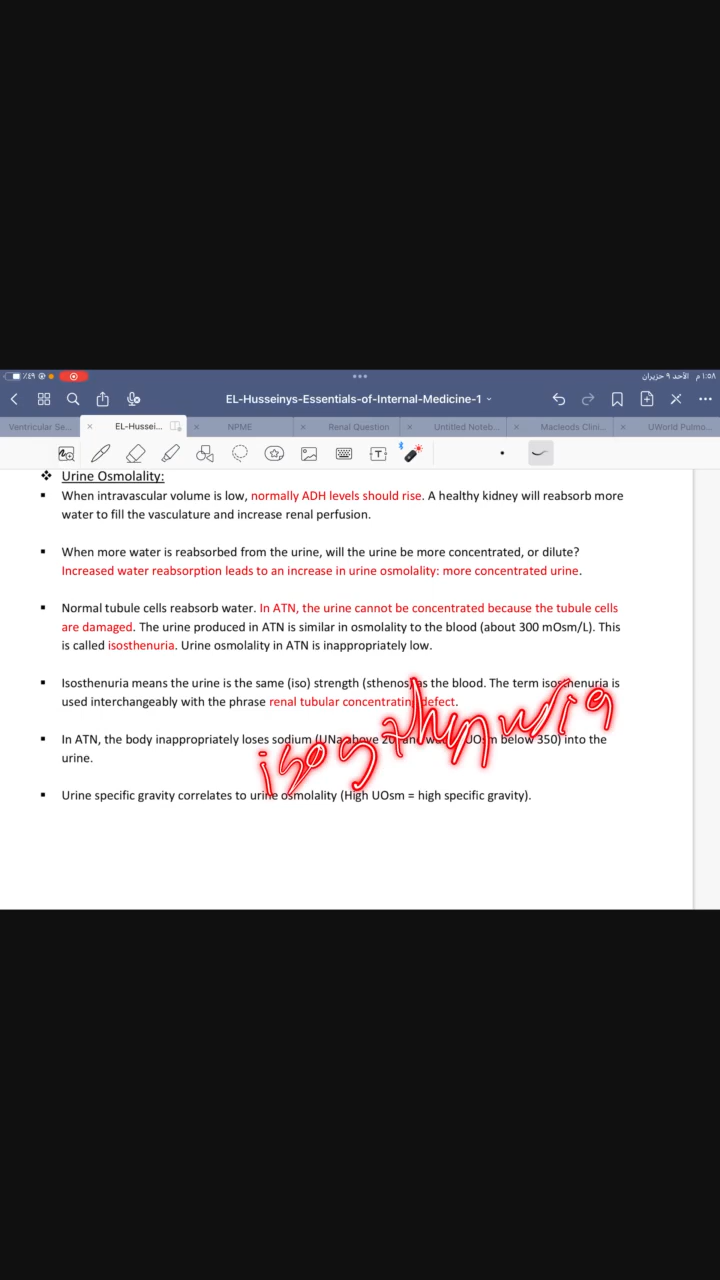 ٪٤٩
١:٥٨ م الأحد ٩ حزيران
EL-Husseinys-Essentials-of-Internal-Medicine-1
Ventricular Se...
EL-Hussei...
NPME
Renal Question
Untitled Noteb...
Macleods Clini...
UWorld Pulmo...
❖ Urine Osmolality:
▪ When intravascular volume is low, normally ADH levels should rise. A healthy kidney will reabsorb more
water to fill the vasculature and increase renal perfusion.
▪ When more water is reabsorbed from the urine, will the urine be more concentrated, or dilute?
Increased water reabsorption leads to an increase in urine osmolality: more concentrated urine.
▪ Normal tubule cells reabsorb water. In ATN, the urine cannot be concentrated because the tubule cells
are damaged. The urine produced in ATN is similar in osmolality to the blood (about 300 mOsm/L). This
is called isosthenuria. Urine osmolality in ATN is inappropriately low.
▪ Isosthenuria means the urine is the same (iso) strength (sthenos) as the blood. The term isosthenuria is
used interchangeably with the phrase renal tubular concentrating defect.
▪ In ATN, the body inappropriately loses sodium (UNa above 20) and UOsm below 350) into the
urine.
▪ Urine specific gravity correlates to urine osmolality (High UOsm = high specific gravity).